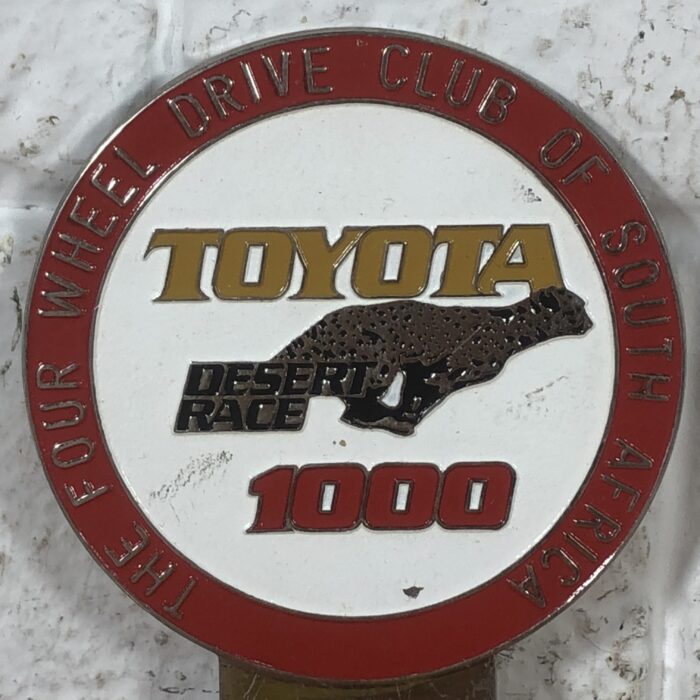 THE FOUR WHEEL DRIVE CLUB OF SOUTH AFRICA
TOYOTA
DESERT
RACE
1000